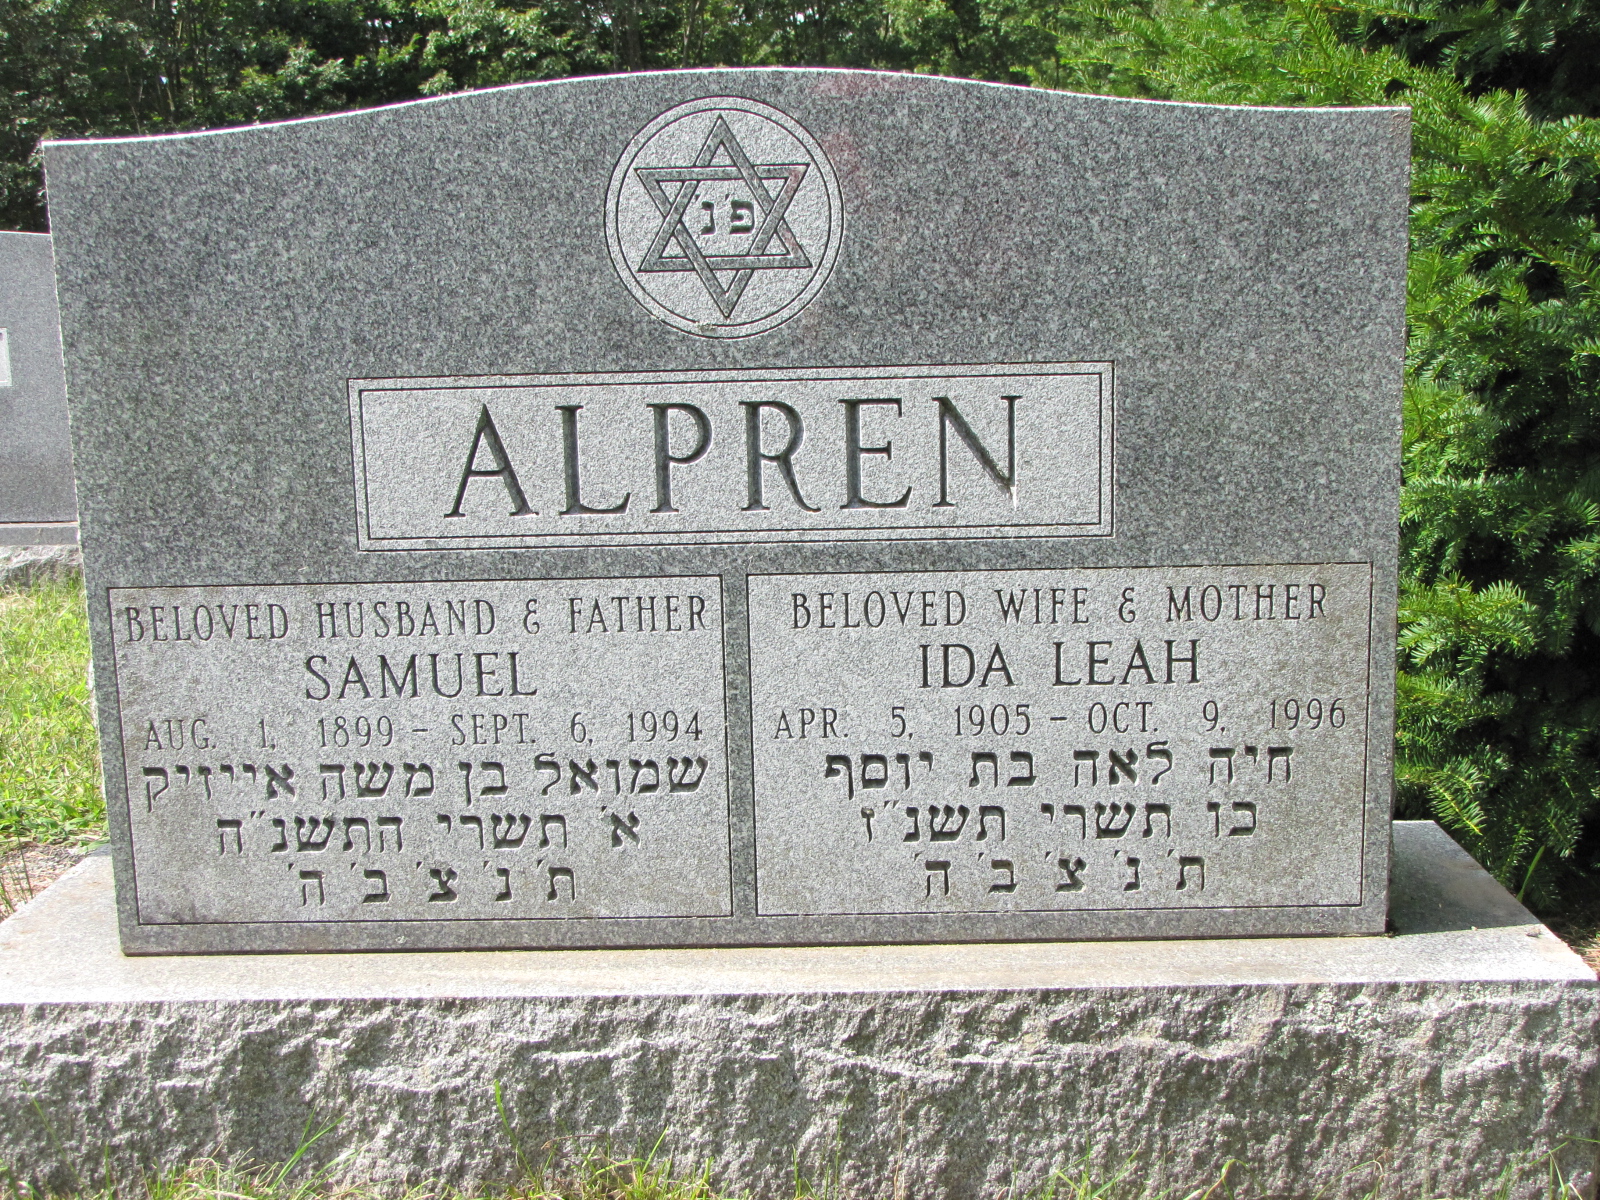 פ׳ נ׳
ALPREN
BELOVED HUSBAND & FATHER
SAMUEL
AUG. 1, 1899 - SEPT. 6, 1994
שמואל בן משה אייזיק
א׳ תשרי התשנ״ה
ת׳ נ׳ צ׳ ב׳ ה׳
BELOVED WIFE & MOTHER
IDA LEAH
APR. 5, 1905 - OCT. 9, 1996
חיה לאה בת יוסף
כו תשרי תשנ״ז
ת׳ נ׳ צ׳ ב׳ ה׳